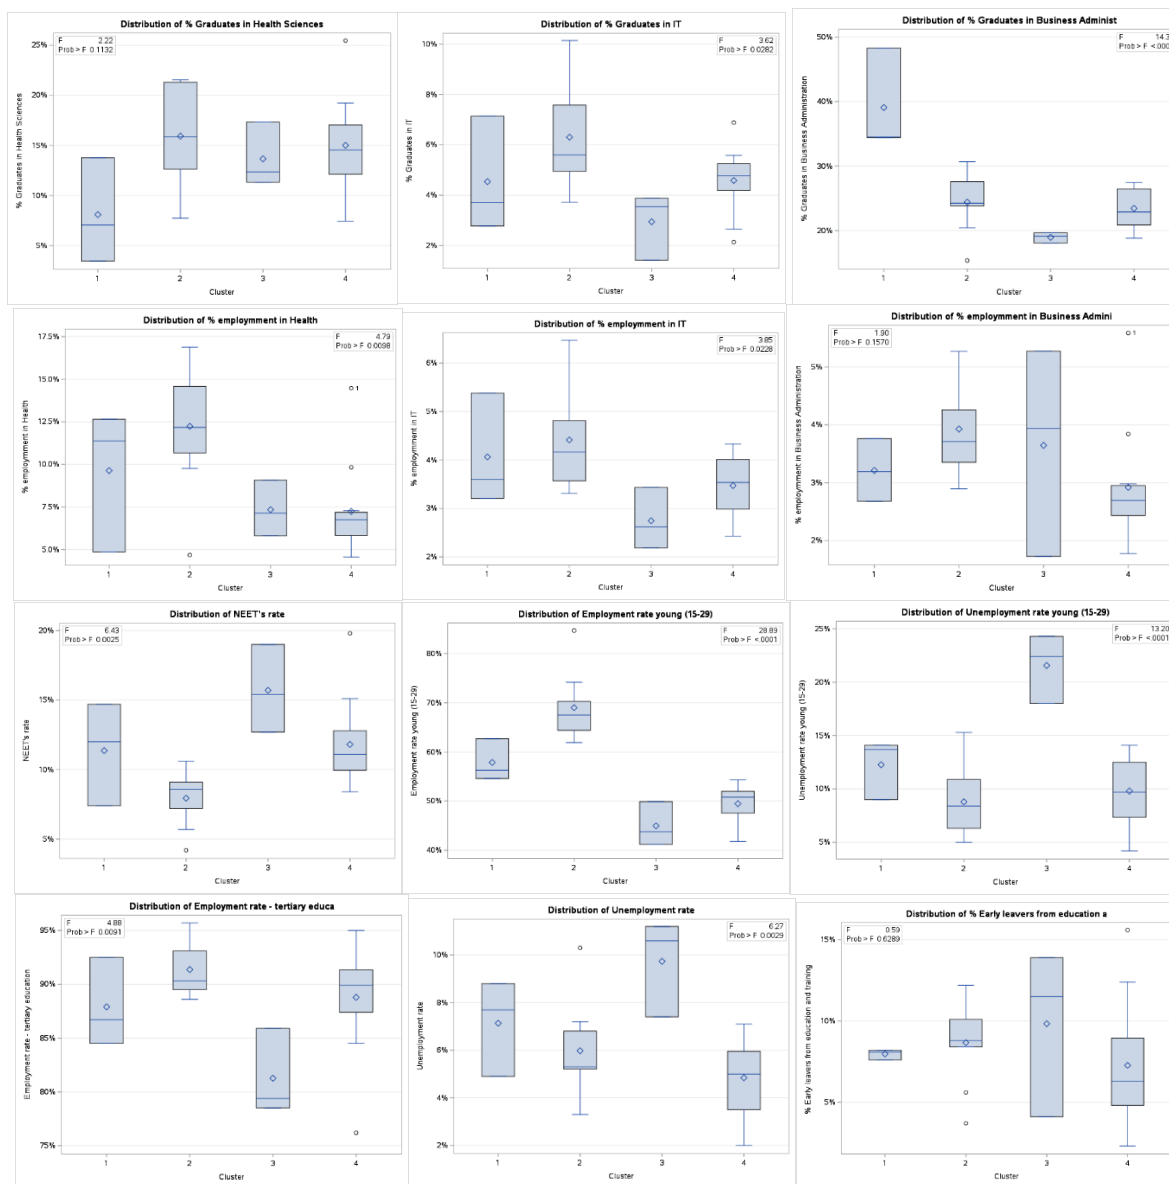 Distribution of % Graduates in Health Sciences
F 2.22
Prob > F 0.1132
25%
20%
15%
10%
5%
% Graduates in Health Sciences
1 2 3 4
Cluster
Distribution of % Graduates in IT
F 3.62
Prob > F 0.0282
10%
8%
6%
4%
2%
% Graduates in IT
1 2 3 4
Cluster
Distribution of % Graduates in Business Administ
F 14.3
Prob > F <.000
50%
40%
30%
20%
% Graduates in Business Administration
1 2 3 4
Cluster
Distribution of % employmment in Health
F 4.79
Prob > F 0.0098
17.5%
15.0%
12.5%
10.0%
7.5%
5.0%
% employmment in Health
1
1 2 3 4
Cluster
Distribution of % employmment in IT
F 3.85
Prob > F 0.0228
6%
5%
4%
3%
2%
% employmment in IT
1 2 3 4
Cluster
Distribution of % employmment in Business Admini
F 1.90
Prob > F 0.1570
5%
4%
3%
2%
% employmment in Business Administration
1
1 2 3 4
Cluster
Distribution of NEET's rate
F 6.43
Prob > F 0.0025
20%
15%
10%
5%
NEET's rate
1 2 3 4
Cluster
Distribution of Employment rate young (15-29)
F 28.89
Prob > F <.0001
80%
70%
60%
50%
40%
Employment rate young (15-29)
1 2 3 4
Cluster
Distribution of Unemployment rate young (15-29)
F 13.20
Prob > F <.0001
25%
20%
15%
10%
5%
Unemployment rate young (15-29)
1 2 3 4
Cluster
Distribution of Employment rate - tertiary educa
F 4.88
Prob > F 0.0091
95%
90%
85%
80%
75%
Employment rate - tertiary education
1 2 3 4
Cluster
Distribution of Unemployment rate
F 6.27
Prob > F 0.0029
10%
8%
6%
4%
2%
Unemployment rate
1 2 3 4
Cluster
Distribution of % Early leavers from education a
F 0.59
Prob > F 0.6289
15%
10%
5%
% Early leavers from education and training
1 2 3 4
Cluster